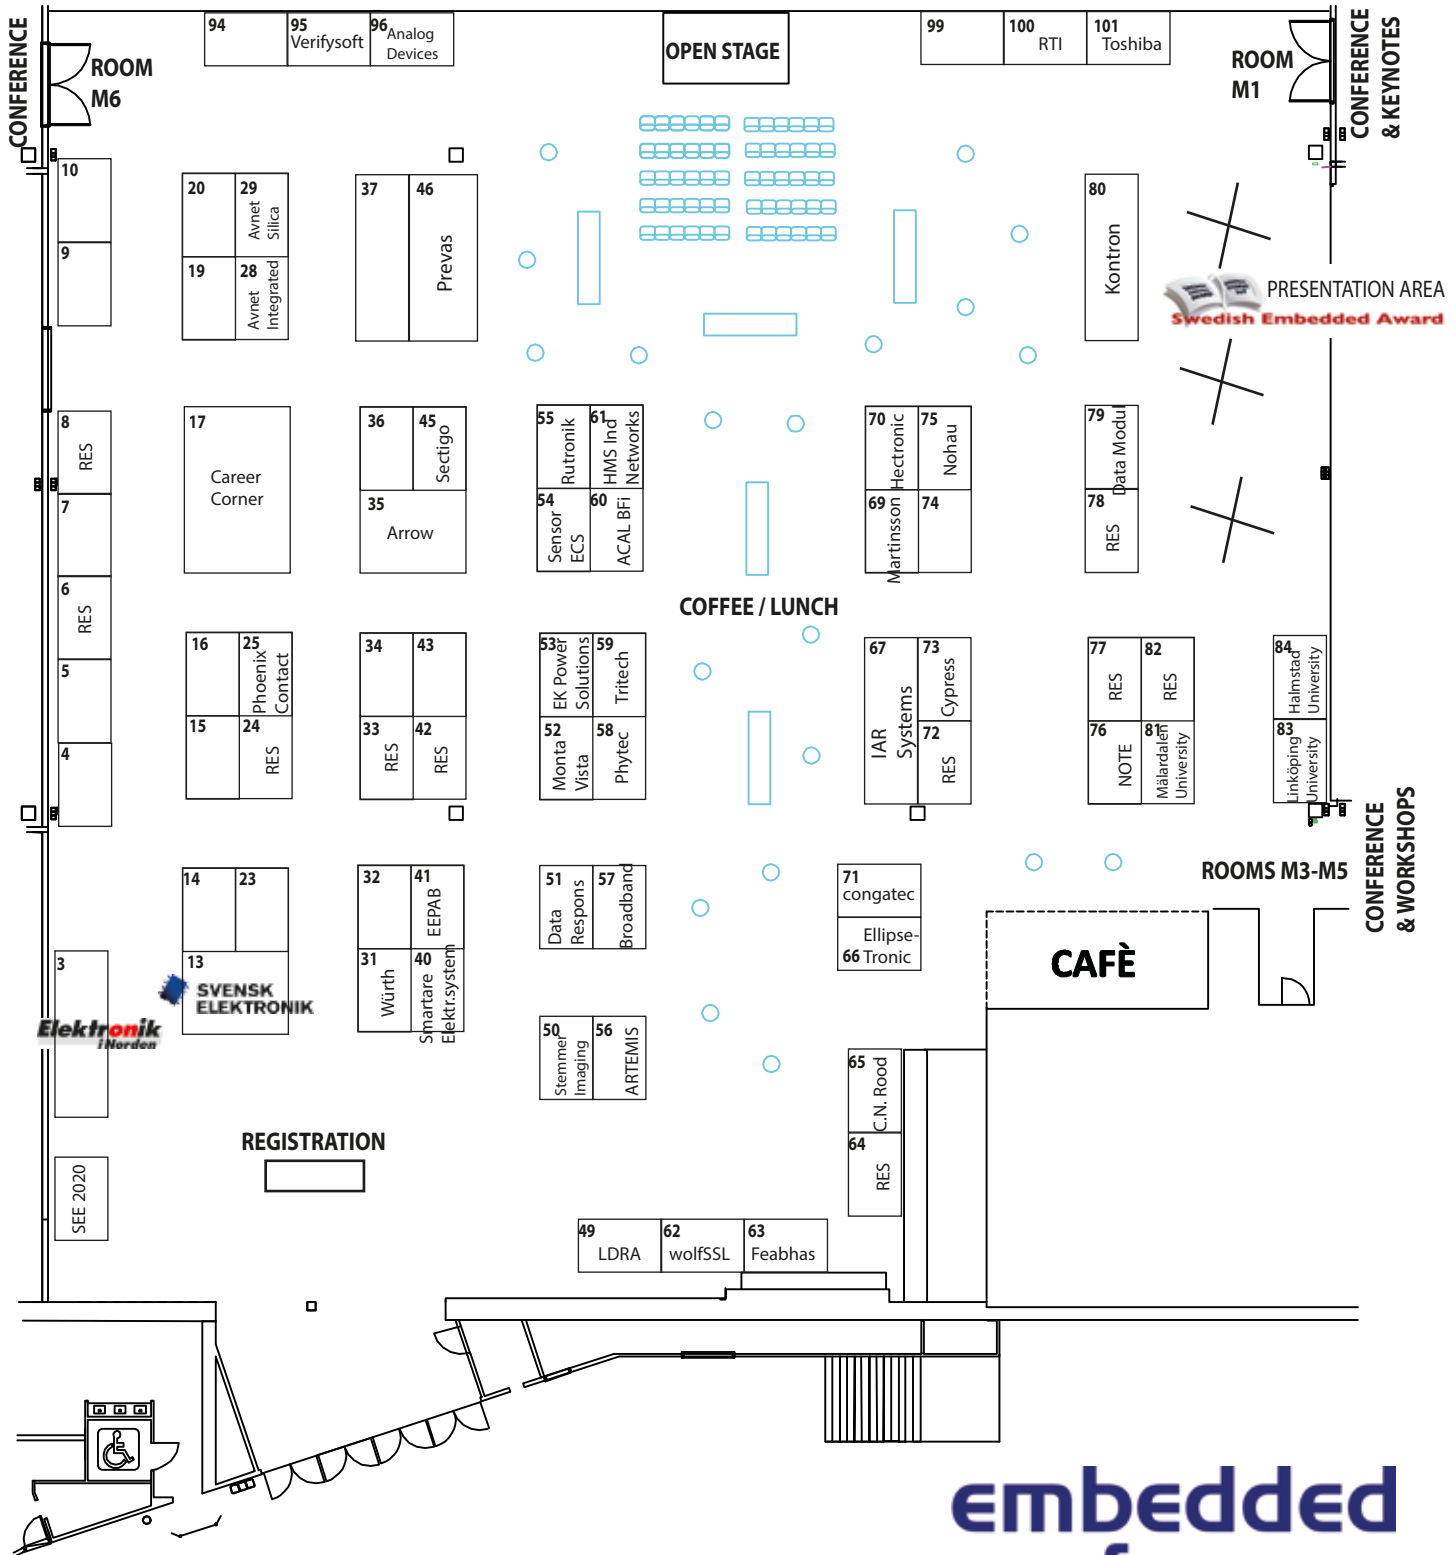 CONFERENCE
ROOM
M6
94
95
Verifysoft
96
Analog
Devices
OPEN STAGE
99
100
RTI
101
Toshiba
ROOM
M1
CONFERENCE
& KEYNOTES
10
9
20
29
Avnet
Silica
19
28
Avnet
Integrated
37
46
Prevas
80
Kontron
PRESENTATION AREA
Swedish Embedded Award
8
RES
7
6
RES
5
4
17
Career
Corner
36
45
Sectigo
35
Arrow
55
Rutronik
61
HMS Ind
Networks
54
Sensor
ECS
60
ACAL BFi
70
Hectronic
75
Nohau
69
Martinsson
74
79
Data Modul
78
RES
COFFEE / LUNCH
16
25
Phoenix
Contact
15
24
RES
34
43
33
RES
42
RES
53
EK Power
Solutions
59
Tritech
52
Monta
Vista
58
Phytec
67
IAR
Systems
73
Cypress
72
RES
77
RES
82
RES
76
NOTE
81
Mälardalen
University
84
Halmstad
University
83
Linköping
University
CONFERENCE
& WORKSHOPS
ROOMS M3-M5
14
23
13
SVENSK
ELEKTRONIK
32
41
EEPAB
31
Würth
40
Smartare
Elektr.system
51
Data
Respons
57
Broadband
71
congatec
Ellipse-
66 Tronic
CAFÈ
3
Elektronik
i Norden
50
Stemmer
Imaging
56
ARTEMIS
65
C.N. Rood
64
RES
REGISTRATION
SEE 2020
49
LDRA
62
wolfSSL
63
Feabhas
embedded